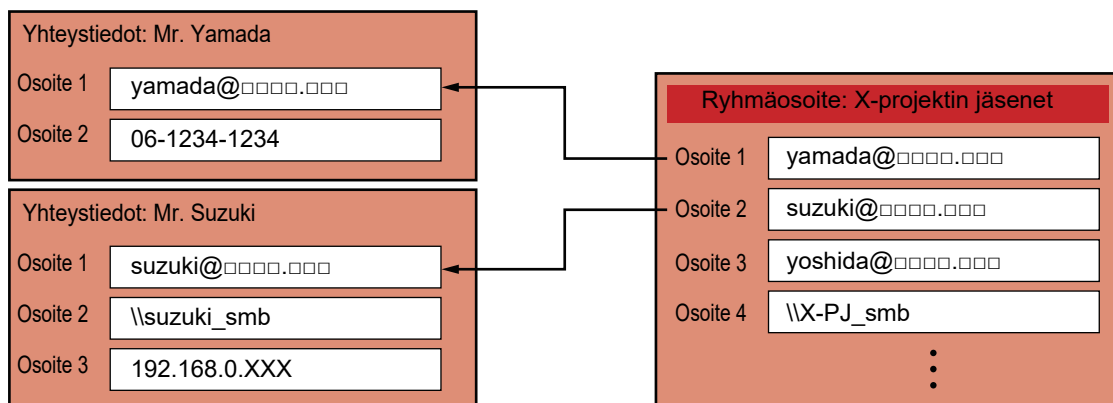 Yhteystiedot: Mr. Yamada
Osoite 1 yamada@□□□□.□□□
Osoite 2 06-1234-1234
Yhteystiedot: Mr. Suzuki
Osoite 1 suzuki@□□□□.□□□
Osoite 2 \\suzuki_smb
Osoite 3 192.168.0.XXX
Ryhmäosoite: X-projektin jäsenet
Osoite 1 yamada@□□□□.□□□
Osoite 2 suzuki@□□□□.□□□
Osoite 3 yoshida@□□□□.□□□
Osoite 4 \\X-PJ_smb